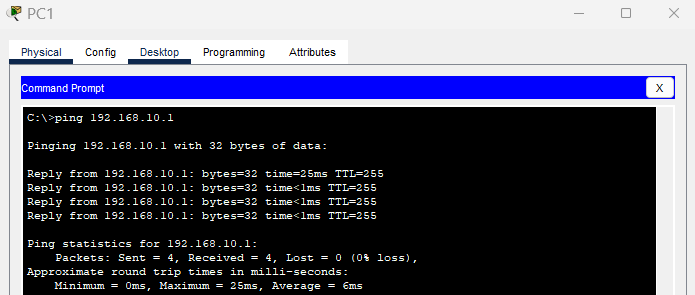 PC1
Physical Config Desktop Programming Attributes
Command Prompt X
C:\>ping 192.168.10.1
Pinging 192.168.10.1 with 32 bytes of data:
Reply from 192.168.10.1: bytes=32 time=25ms TTL=255
Reply from 192.168.10.1: bytes=32 time<1ms TTL=255
Reply from 192.168.10.1: bytes=32 time<1ms TTL=255
Reply from 192.168.10.1: bytes=32 time<1ms TTL=255
Ping statistics for 192.168.10.1:
    Packets: Sent = 4, Received = 4, Lost = 0 (0% loss),
Approximate round trip times in milli-seconds:
    Minimum = 0ms, Maximum = 25ms, Average = 6ms